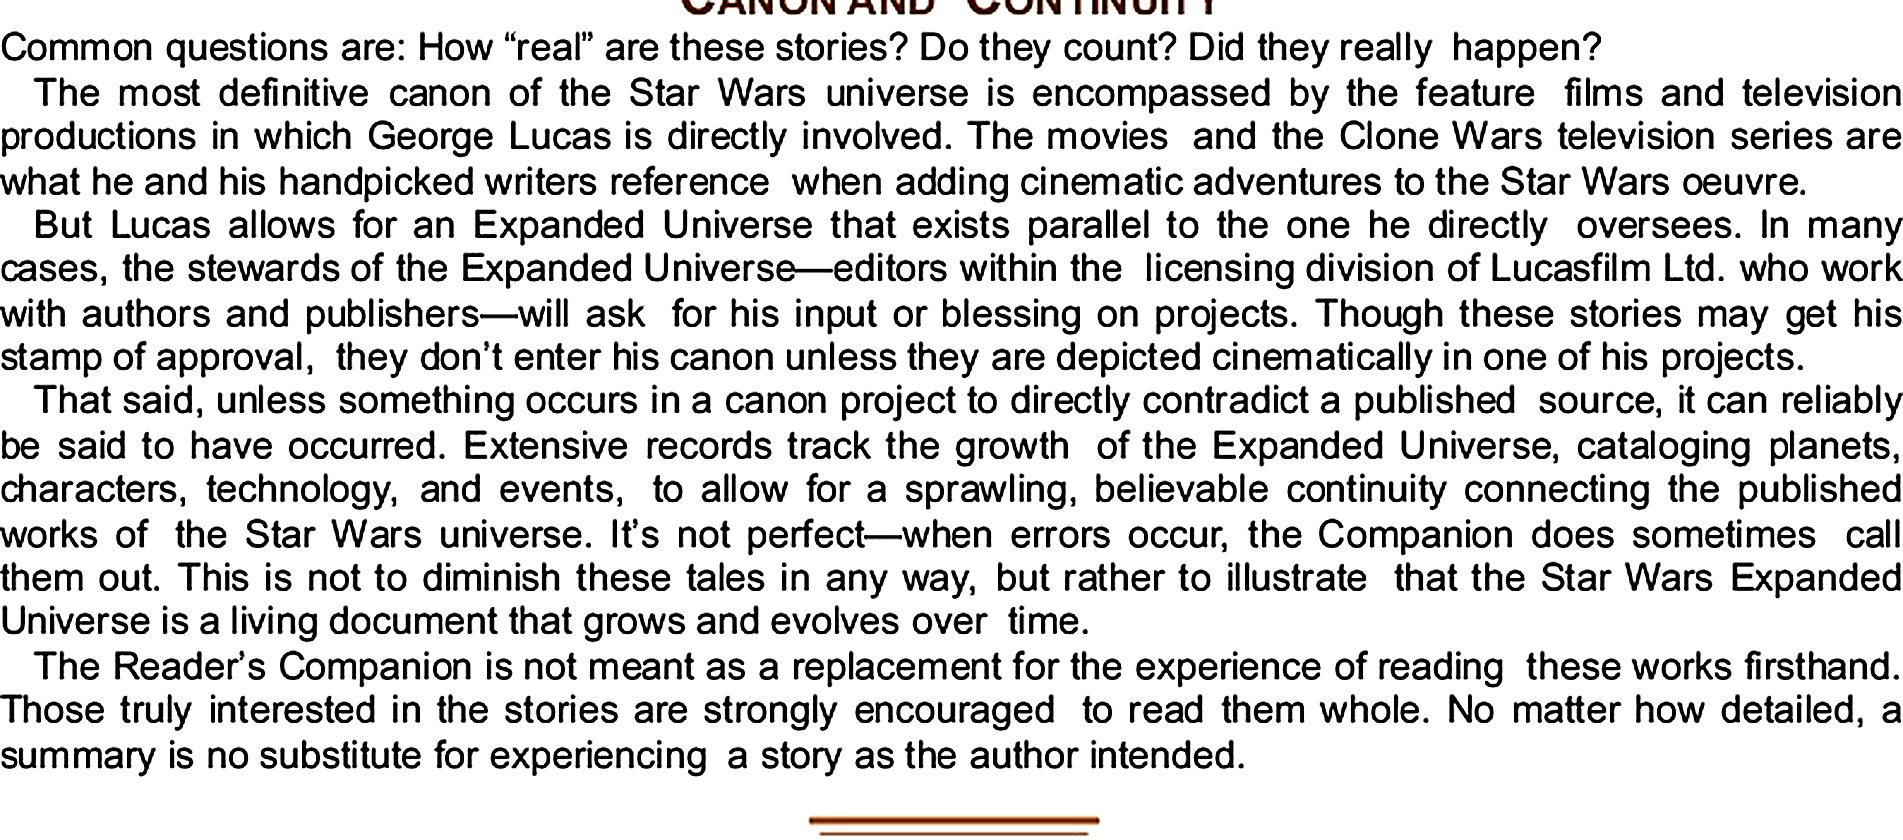 CANON AND CONTINUITY
Common questions are: How “real” are these stories? Do they count? Did they really happen?
The most definitive canon of the Star Wars universe is encompassed by the feature films and television
productions in which George Lucas is directly involved. The movies and the Clone Wars television series are
what he and his handpicked writers reference when adding cinematic adventures to the Star Wars oeuvre.
But Lucas allows for an Expanded Universe that exists parallel to the one he directly oversees. In many
cases, the stewards of the Expanded Universe—editors within the licensing division of Lucasfilm Ltd. who work
with authors and publishers—will ask for his input or blessing on projects. Though these stories may get his
stamp of approval, they don’t enter his canon unless they are depicted cinematically in one of his projects.
That said, unless something occurs in a canon project to directly contradict a published source, it can reliably
be said to have occurred. Extensive records track the growth of the Expanded Universe, cataloging planets,
characters, technology, and events, to allow for a sprawling, believable continuity connecting the published
works of the Star Wars universe. It’s not perfect—when errors occur, the Companion does sometimes call
them out. This is not to diminish these tales in any way, but rather to illustrate that the Star Wars Expanded
Universe is a living document that grows and evolves over time.
The Reader’s Companion is not meant as a replacement for the experience of reading these works firsthand.
Those truly interested in the stories are strongly encouraged to read them whole. No matter how detailed, a
summary is no substitute for experiencing a story as the author intended.